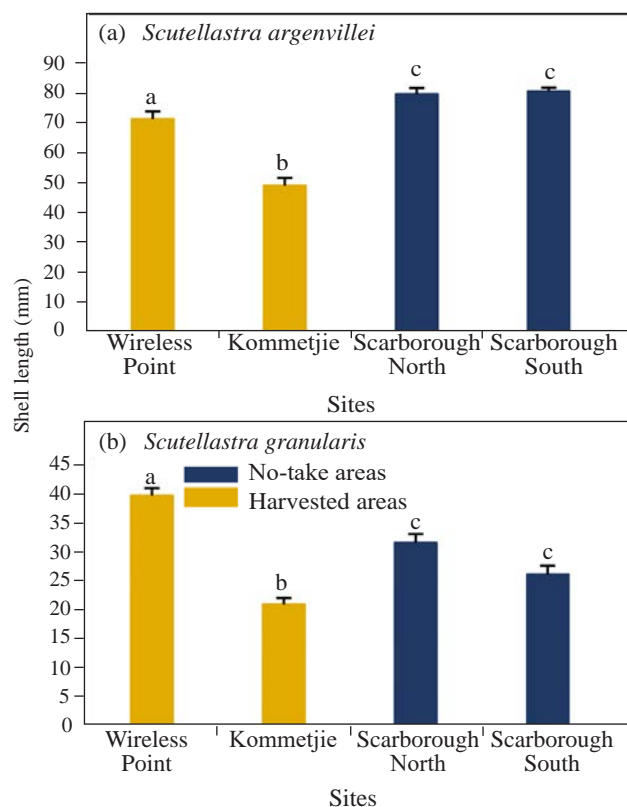 (a) Scutellastra argenvillei
90
80
70
60
50
40
30
20
10
0
a
b
c
c
Wireless Point
Kommetjie
Scarborough North
Scarborough South
Sites
Shell length (mm)
(b) Scutellastra granularis
No-take areas
Harvested areas
45
40
35
30
25
20
15
10
5
0
a
b
c
c
Wireless Point
Kommetjie
Scarborough North
Scarborough South
Sites